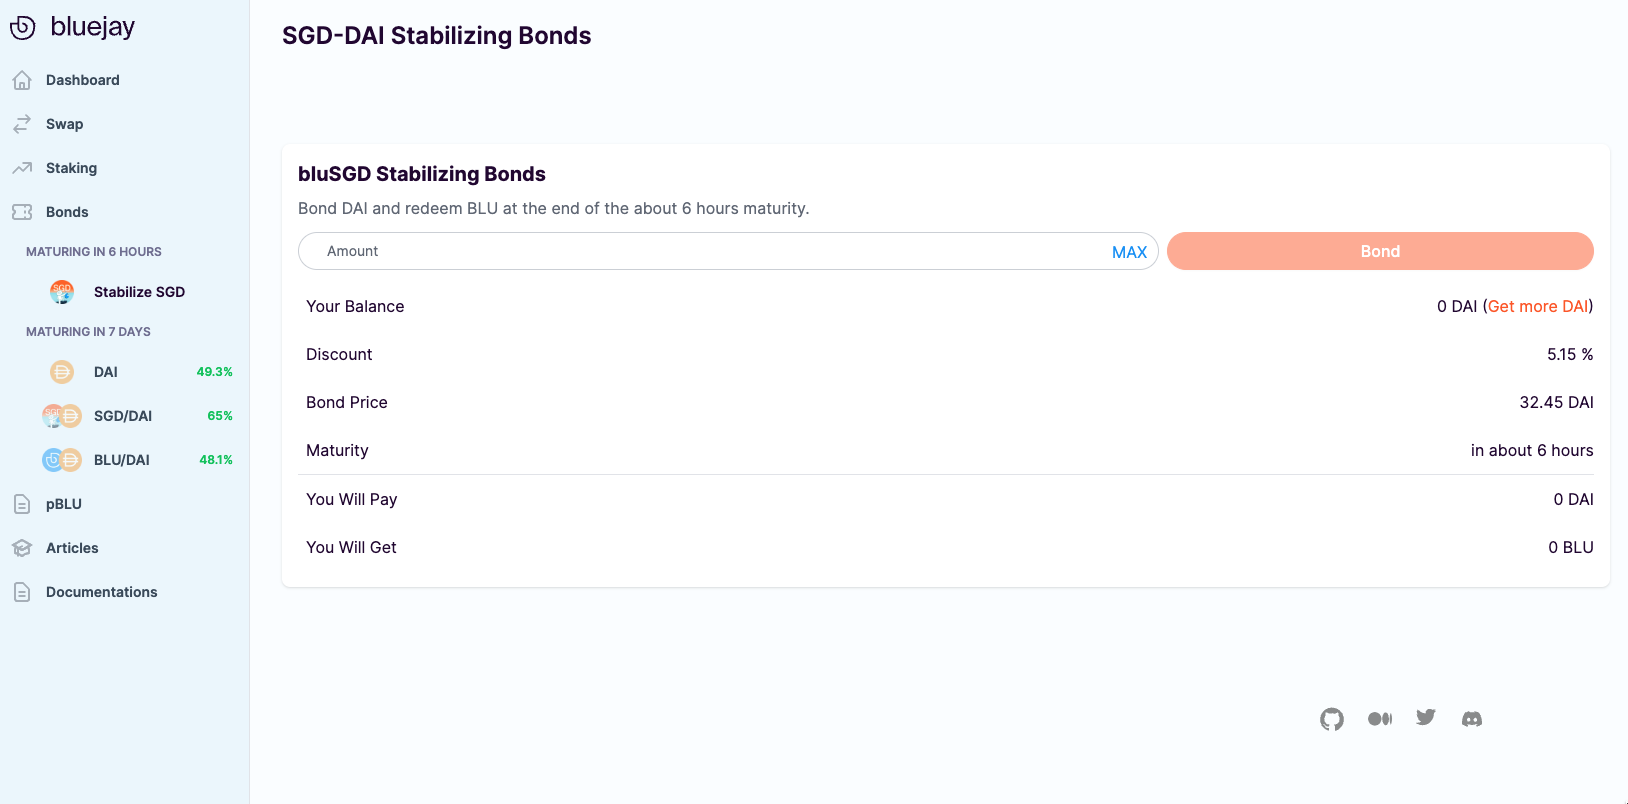 bluejay
Dashboard
Swap
Staking
Bonds
MATURING IN 6 HOURS
SGD
Stabilize SGD
MATURING IN 7 DAYS
DAI 49.3%
SGD
SGD/DAI 65%
BLU/DAI 48.1%
pBLU
Articles
Documentations
SGD-DAI Stabilizing Bonds
bluSGD Stabilizing Bonds
Bond DAI and redeem BLU at the end of the about 6 hours maturity.
Amount MAX Bond
Your Balance 0 DAI (Get more DAI)
Discount 5.15 %
Bond Price 32.45 DAI
Maturity in about 6 hours
You Will Pay 0 DAI
You Will Get 0 BLU